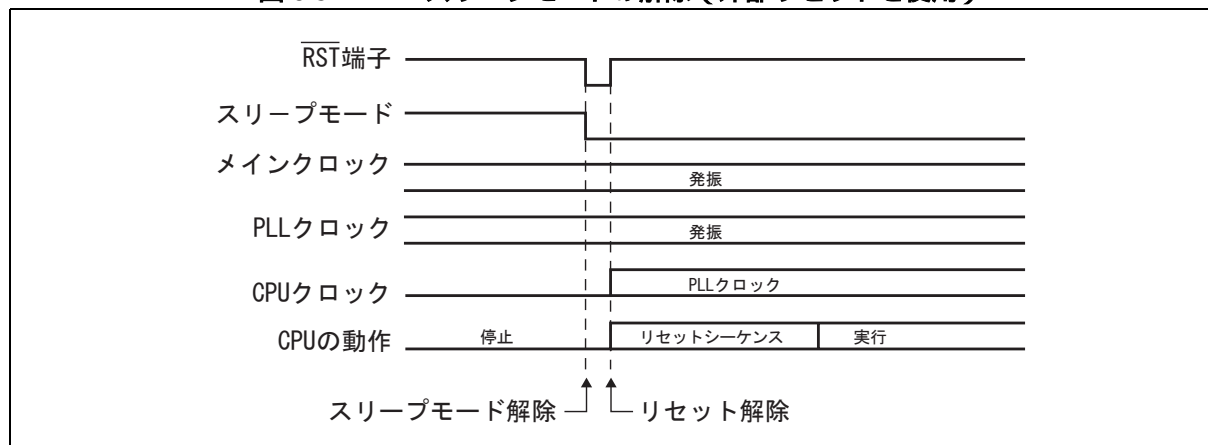 RST端子
スリープモード
メインクロック
発振
PLLクロック
発振
CPUクロック
PLLクロック
CPUの動作
停止
リセットシーケンス
実行
スリープモード解除
リセット解除